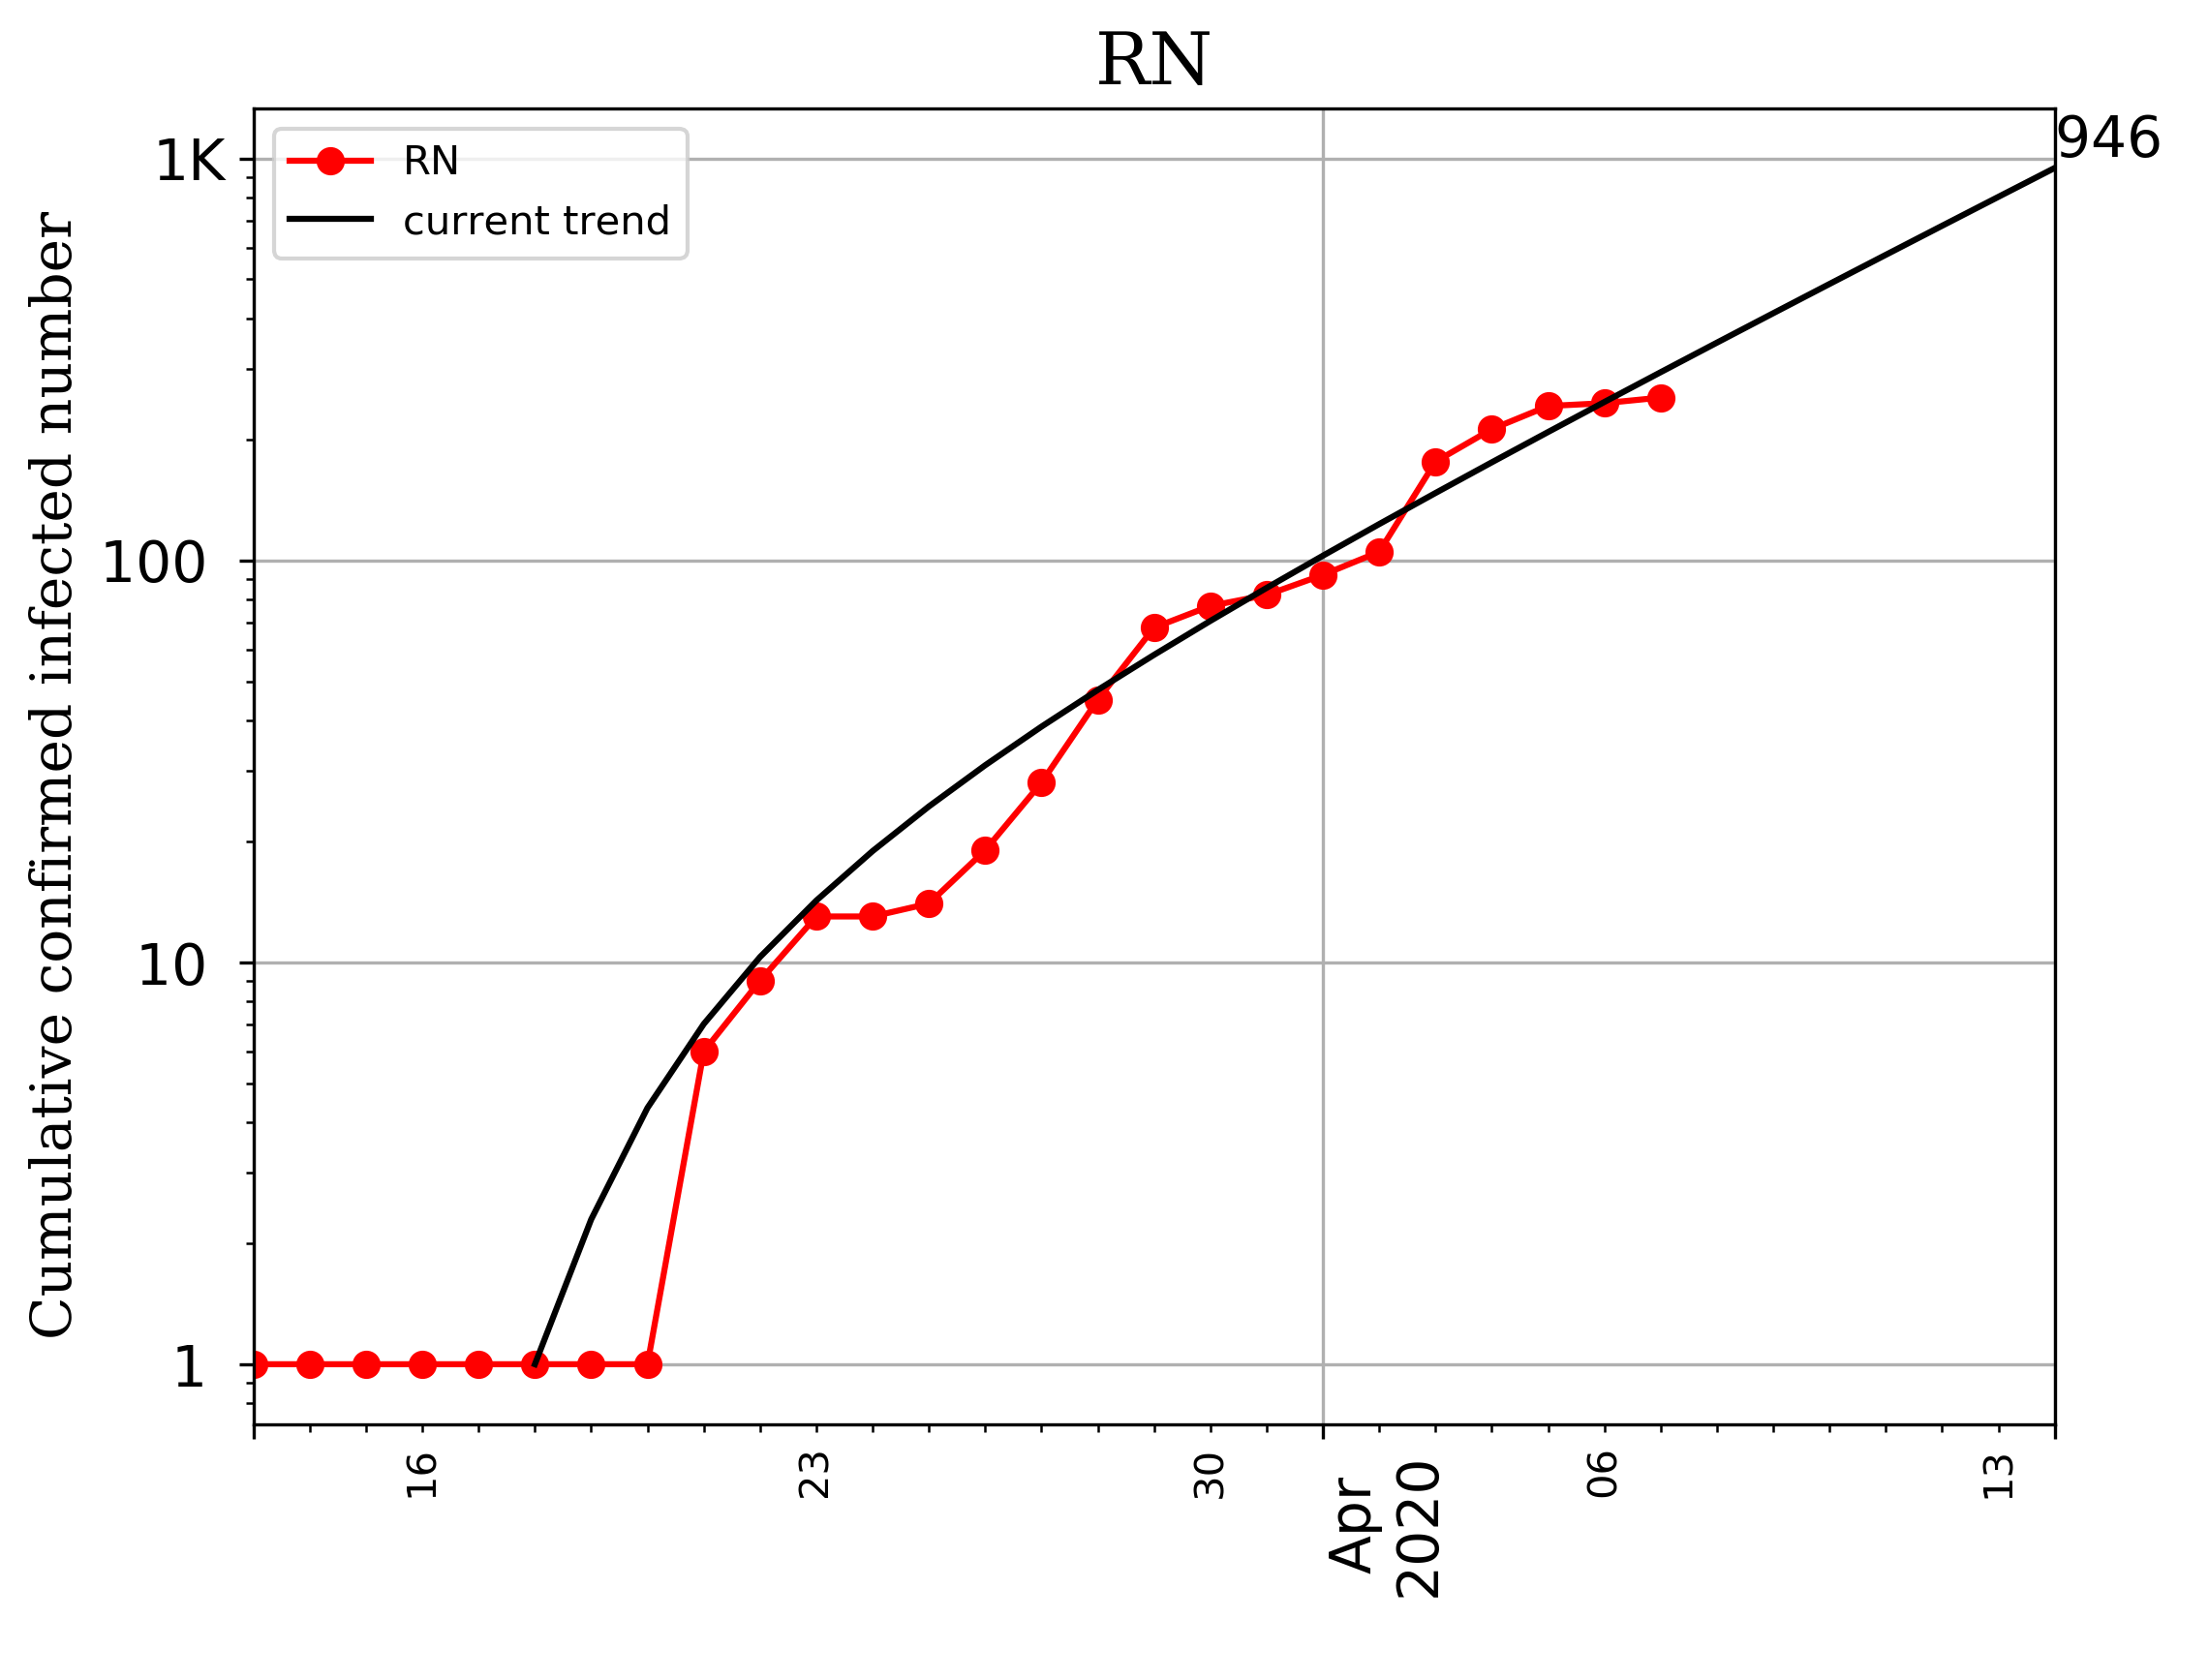 RN
946
1K
100
10
1
Cumulative confirmed infected number
RN
current trend
16
23
30
06
13
Apr
2020